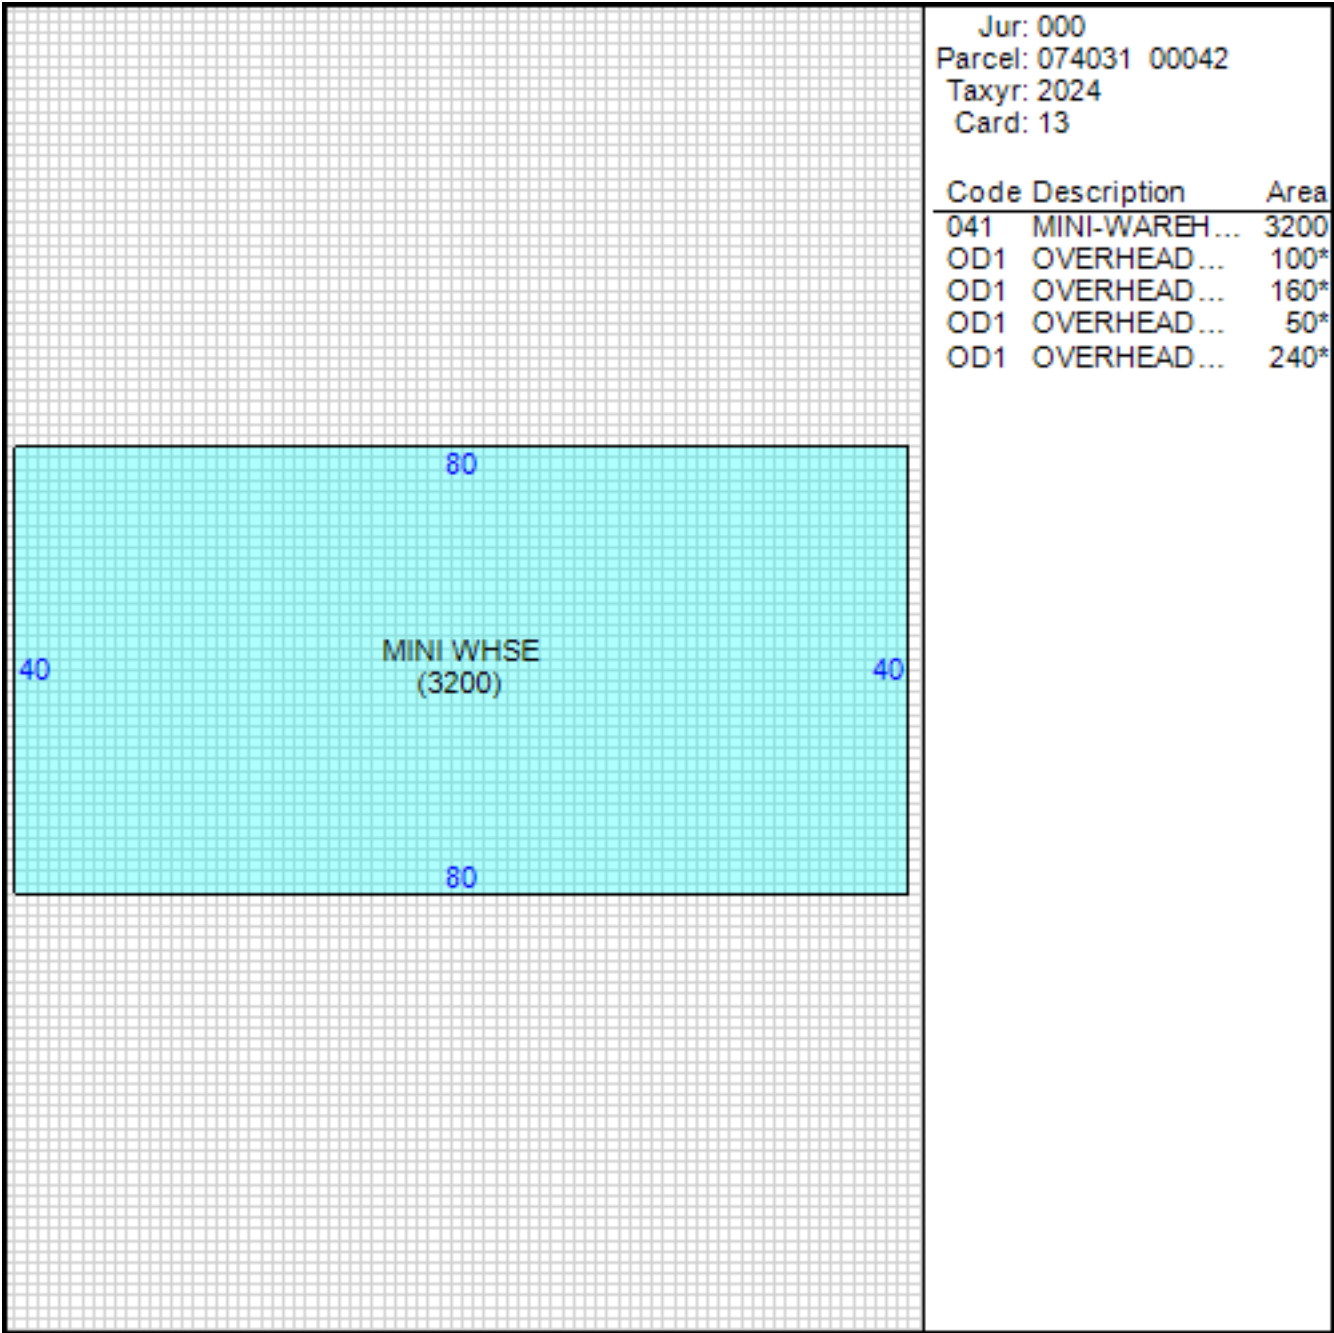 Jur: 000
Parcel: 074031 00042
Taxyr: 2024
Card: 13
Code Description Area
041 MINI-WAREH... 3200
OD1 OVERHEAD... 100*
OD1 OVERHEAD... 160*
OD1 OVERHEAD... 50*
OD1 OVERHEAD... 240*
80
MINI WHSE
40 40
(3200)
80